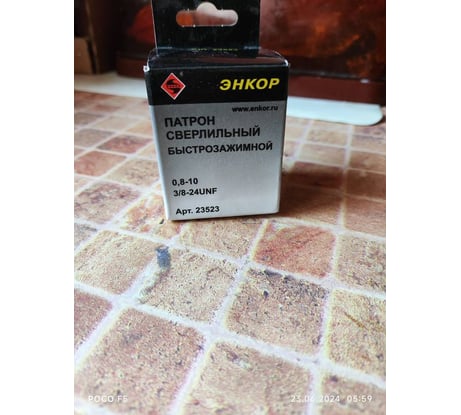 ЭНКОР
www.enkor.ru
ПАТРОН
СВЕРЛИЛЬНЫЙ
БЫСТРОЗАЖИМНОЙ
0,8-10
3/8-24UNF
Арт. 23523
POCO F5
23.06.2024 05:59